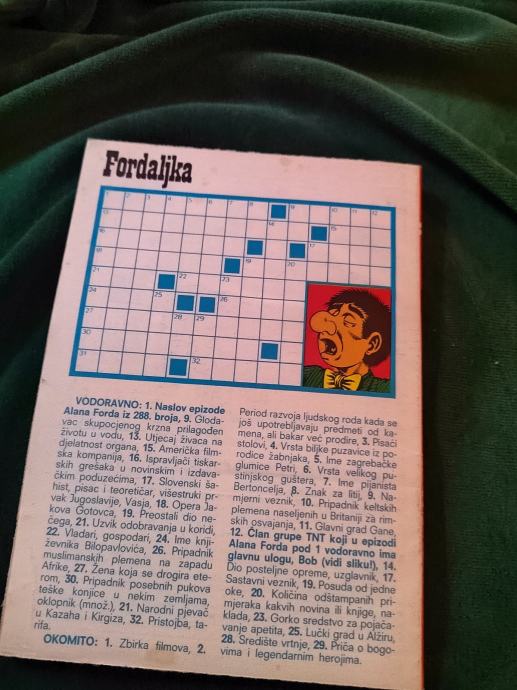 Fordaljka
VODORAVNO: 1. Naslov epizode
Alana Forda iz 288. broja, 9. Gloda-
vac skupocjenog krzna prilagođen
životu u vodu, 13. Utjecaj živaca na
djelatnost organa, 15. Američka film-
ska kompanija, 16. Ispravljači tiskar-
skih grešaka u novinskim i izdava-
čkim poduzećima, 17. Slovenski ša-
hist, pisac i teoretičar, višestruki pr-
vak Jugoslavije, Vasja, 18. Opera Ja-
kova Gotovca, 19. Preostali dio ne-
čega, 21. Uzvik odobravanja u koridi,
22. Vladari, gospodari, 24. Ime knji-
ževnika Bilopavlovića, 26. Pripadnik
muslimanskih plemena na zapadu
Afrike, 27. Žena koja se drogira ete-
rom, 30. Pripadnik posebnih pukova
teške konjice u nekim zemljama,
oklopnik (množ.), 21. Narodni pjevač
u Kazaha i Kirgiza, 32. Pristojba, ta-
rifa.
OKOMITO: 1. Zbirka filmova, 2.
Period razvoja ljudskog roda kada se
još upotrebljavaju predmeti od ka-
mena, ali bakar već prodire, 3. Pisaći
stolovi, 4. Vrsta biljke puzavice iz po-
rodice žabnjaka, 5. Ime zagrebačke
glumice Petri, 6. Vrsta velikog pu-
stinjskog guštera, 7. Ime pijanista
Bertoncelja, 8. Znak za litij, 9. Na-
mjerni veznik, 10. Pripadnik keltskih
plemena naseljenih u Britaniji za rim-
skih osvajanja, 11. Glavni grad Gane,
12. Član grupe TNT koji u epizodi
Alana Forda pod 1 vodoravno ima
glavnu ulogu, Bob (vidi sliku!), 14.
Dio posteljne opreme, uzglavnik, 17.
Sastavni veznik, 19. Posuda od jedne
oke, 20. Količina odštampanih pri-
mjeraka kakvih novina ili knjige, na-
klada, 23. Gorko sredstvo za pojača-
vanje apetita, 25. Lučki grad u Alžiru,
28. Središte vrtnje, 29. Priča o bogo-
vima i legendarnim herojima.